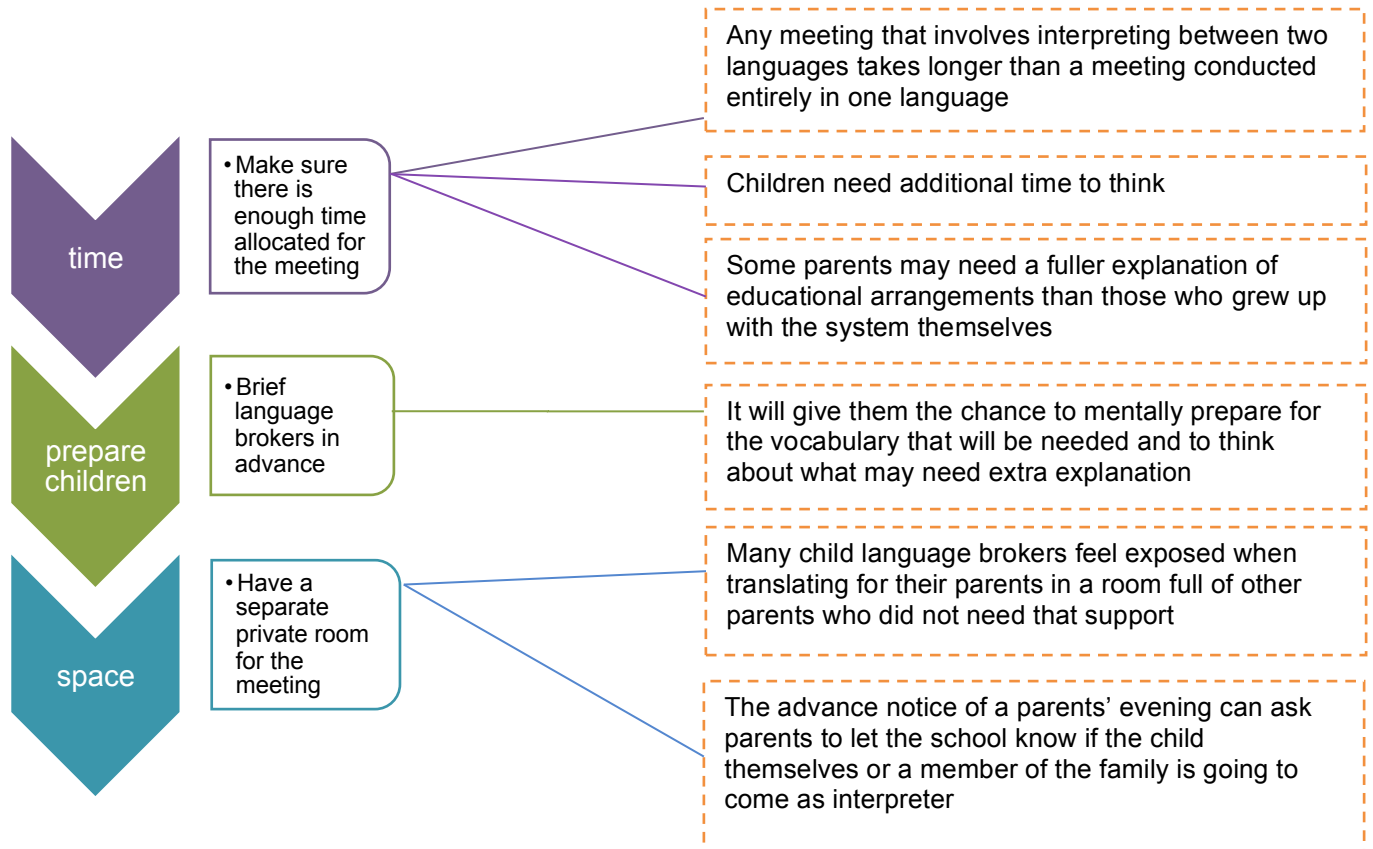 time
• Make sure
there is
enough time
allocated for
the meeting
Any meeting that involves interpreting between two
languages takes longer than a meeting conducted
entirely in one language
Children need additional time to think
Some parents may need a fuller explanation of
educational arrangements than those who grew up
with the system themselves
prepare
children
• Brief
language
brokers in
advance
It will give them the chance to mentally prepare for
the vocabulary that will be needed and to think
about what may need extra explanation
space
• Have a
separate
private room
for the
meeting
Many child language brokers feel exposed when
translating for their parents in a room full of other
parents who did not need that support
The advance notice of a parents’ evening can ask
parents to let the school know if the child
themselves or a member of the family is going to
come as interpreter